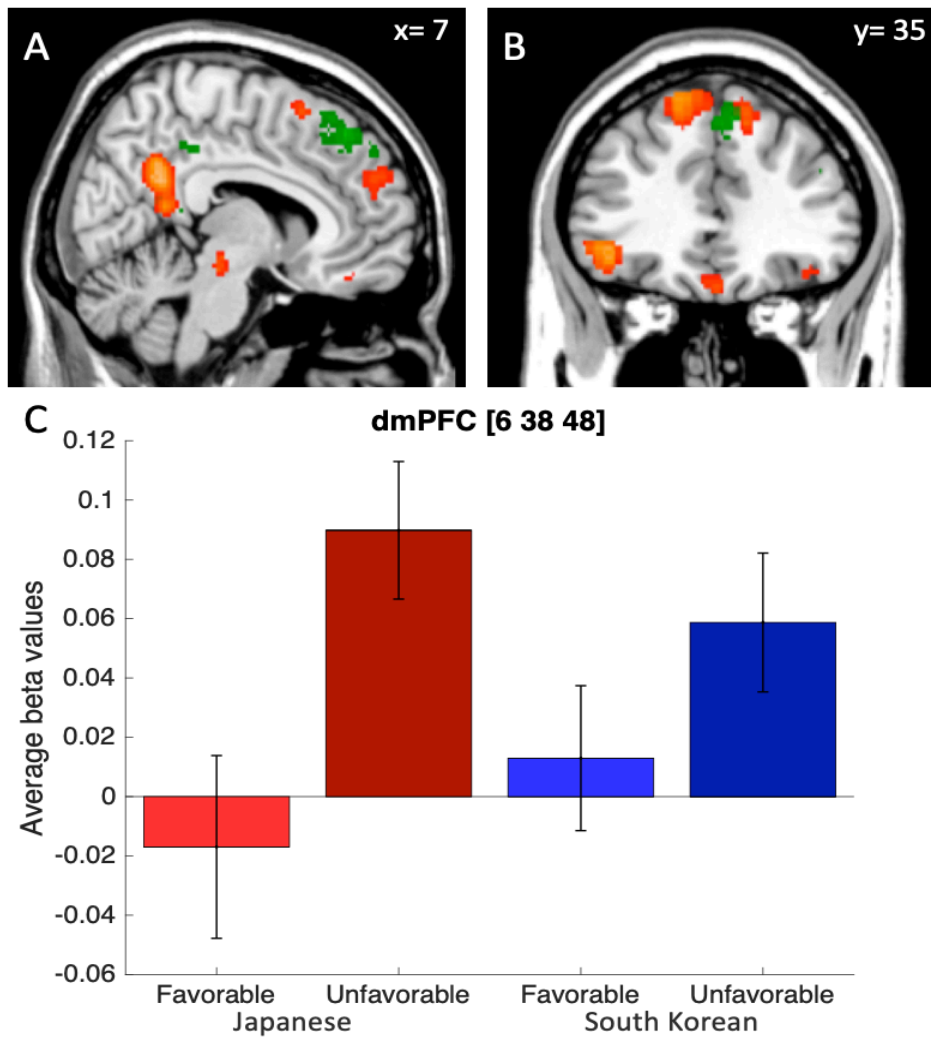 A
x= 7
B
y= 35
C
dmPFC [6 38 48]
Average beta values
0.12
0.1
0.08
0.06
0.04
0.02
0
-0.02
-0.04
-0.06
Favorable Unfavorable Favorable Unfavorable
Japanese South Korean